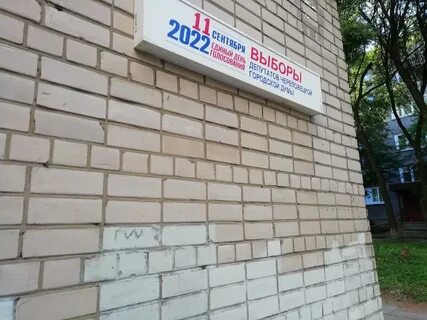 11
СЕНТЯБРЯ
2022
ЕДИНЫЙ ДЕНЬ
ГОЛОСОВАНИЯ
ВЫБОРЫ
ДЕПУТАТОВ ЧЕРЕПОВЕЦКОЙ
ГОРОДСКОЙ ДУМЫ